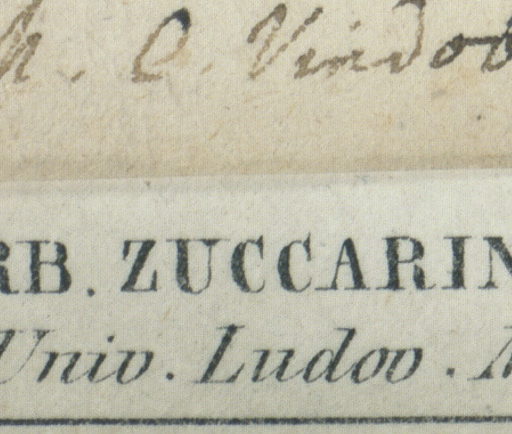 . C. Vindob
RB. ZUCCARIN
Univ. Ludov. M